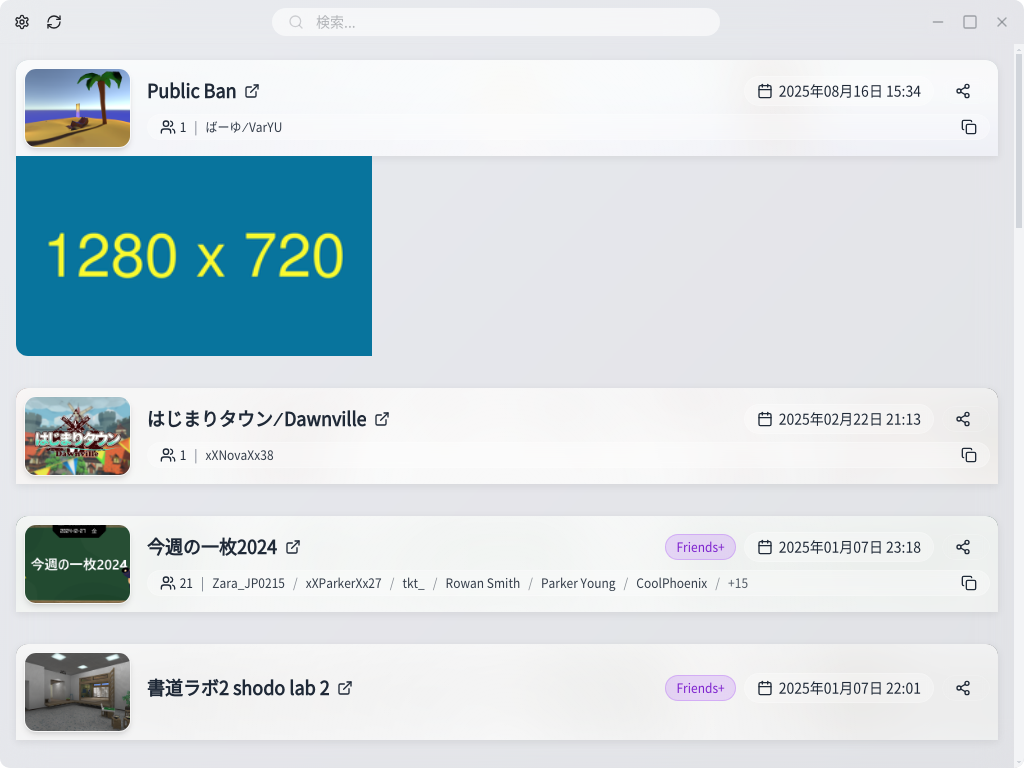 検索...
Public Ban
2025年08月16日 15:34
1 | ばーゆ/VarYU
1280 x 720
はじまりタウン
Dawnville
はじまりタウン/Dawnville
2025年02月22日 21:13
1 | xXNovaXx38
今週の一枚2024
今週の一枚2024
Friends+
2025年01月07日 23:18
21 | Zara_JP0215 / xXParkerXx27 / tkt_ / Rowan Smith / Parker Young / CoolPhoenix / +15
書道ラボ2 shodo lab 2
Friends+
2025年01月07日 22:01